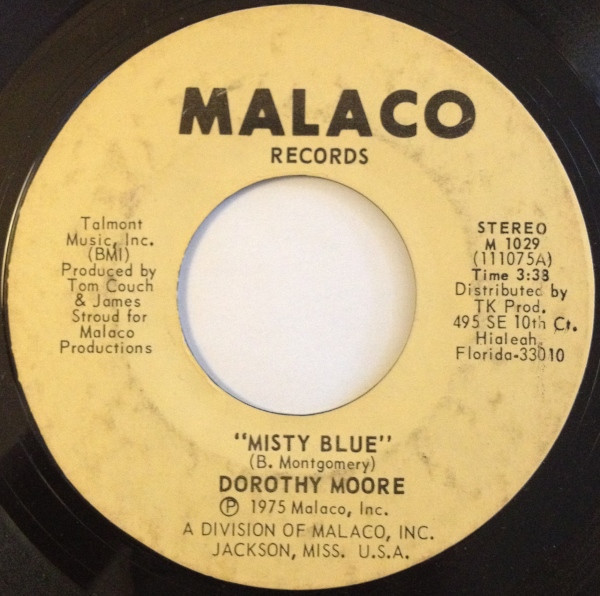 MALACO
RECORDS
Talmont
Music, Inc.
(BMI)
Produced by
Tom Couch
& James
Stroud for
Malaco
Productions
STEREO
M 1029
(111075A)
Time 3:38
Distributed by
TK Prod.
495 SE 10th Ct.
Hialeah,
Florida-33010
"MISTY BLUE"
(B. Montgomery)
DOROTHY MOORE
Ⓟ 1975 Malaco, Inc.
A DIVISION OF MALACO, INC.
JACKSON, MISS. U.S.A.